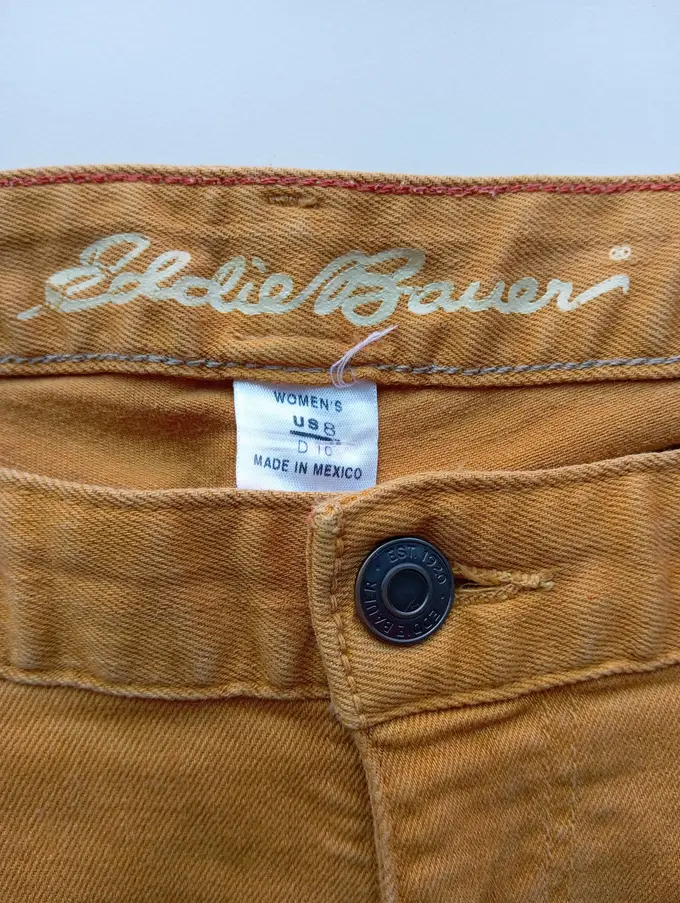 Eddie Bauer®
WOMEN'S
US 8
D 10
MADE IN MEXICO
EST. 1920 · EDDIE BAUER ·